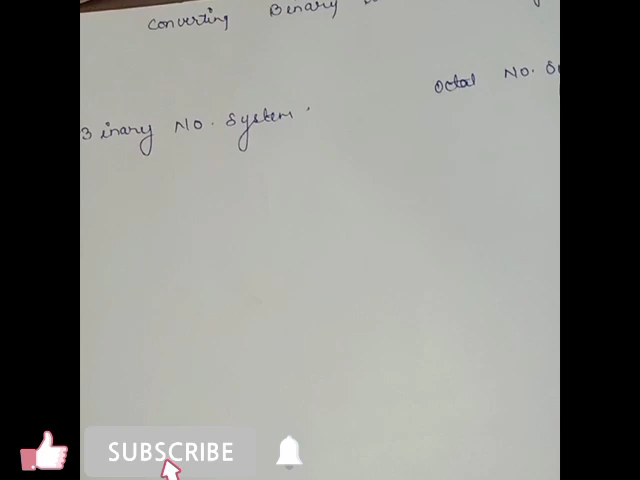 Converting Binary
Octal No.
Binary No. System.
SUBSCRIBE